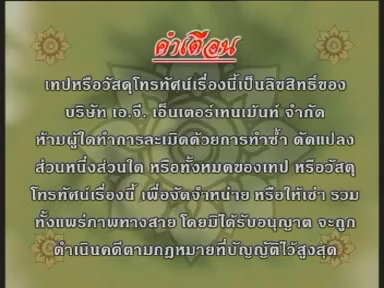 คำเตือน
เทปหรือวัสดุโทรทัศน์เรื่องนี้เป็นลิขสิทธิ์ของ
บริษัท เอ.จี. เอ็นเตอร์เทนเม้นท์ จำกัด
ห้ามผู้ใดทำการละเมิดด้วยการทำซ้ำ ดัดแปลง
ส่วนหนึ่งส่วนใด หรือทั้งหมดของเทป หรือวัสดุ
โทรทัศน์เรื่องนี้ เพื่อจัดจำหน่าย หรือให้เช่า รวม
ทั้งแพร่ภาพทางสาย โดยมิได้รับอนุญาต จะถูก
ดำเนินคดีตามกฎหมายที่บัญญัติไว้สูงสุด